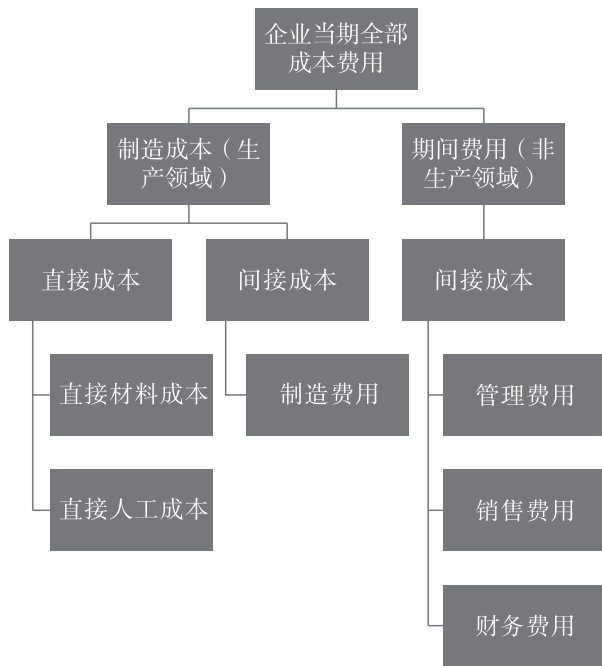 企业当期全部
成本费用
制造成本（生
产领域）
期间费用（非
生产领域）
直接成本
间接成本
间接成本
直接材料成本
制造费用
管理费用
直接人工成本
销售费用
财务费用